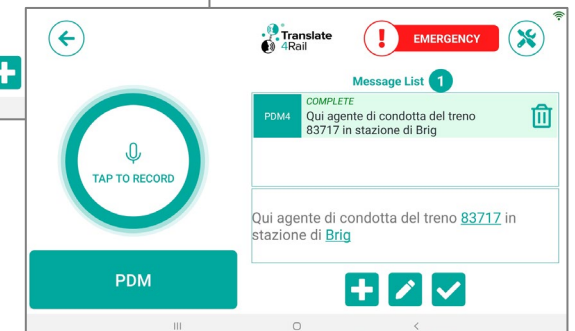 Translate
4Rail
! EMERGENCY
Message List 1
COMPLETE
PDM4 Qui agente di condotta del treno
83717 in stazione di Brig
TAP TO RECORD
Qui agente di condotta del treno 83717 in
stazione di Brig
PDM